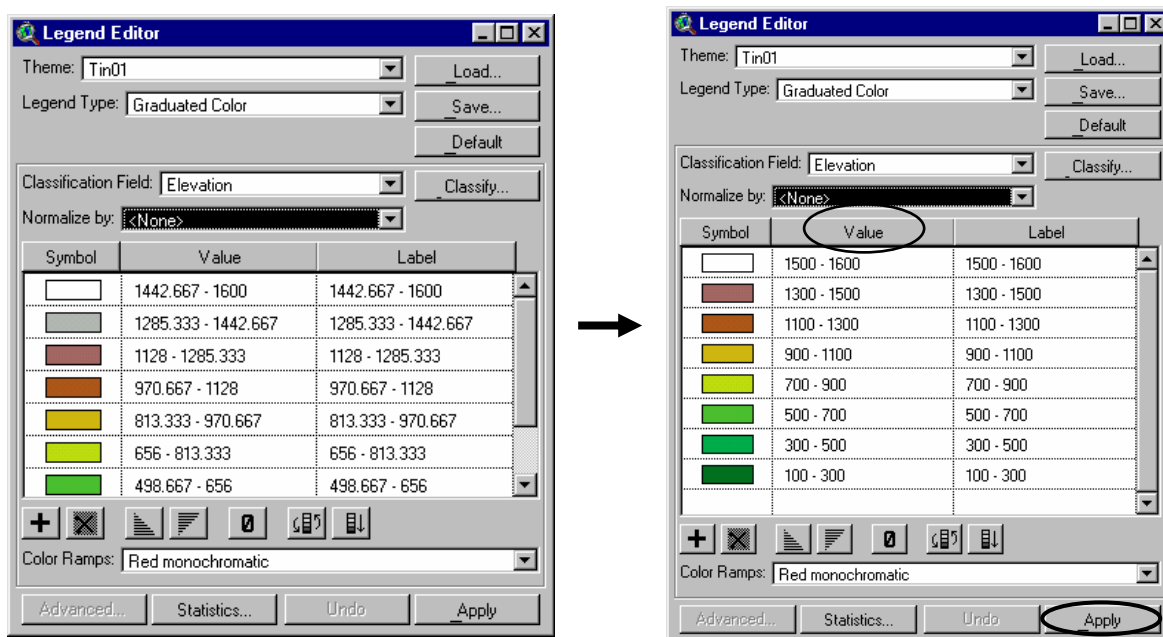 Legend Editor
Theme: Tin01
Load...
Legend Type: Graduated Color
Save...
Default
Classification Field: Elevation
Classify...
Normalize by: <None>
Symbol Value Label
1442.667 - 1600 1442.667 - 1600
1285.333 - 1442.667 1285.333 - 1442.667
1128 - 1285.333 1128 - 1285.333
970.667 - 1128 970.667 - 1128
813.333 - 970.667 813.333 - 970.667
656 - 813.333 656 - 813.333
498.667 - 656 498.667 - 656
0
Color Ramps: Red monochromatic
Advanced... Statistics... Undo Apply
Legend Editor
Theme: Tin01
Load...
Legend Type: Graduated Color
Save...
Default
Classification Field: Elevation
Classify...
Normalize by: <None>
Symbol Value Label
1500 - 1600 1500 - 1600
1300 - 1500 1300 - 1500
1100 - 1300 1100 - 1300
900 - 1100 900 - 1100
700 - 900 700 - 900
500 - 700 500 - 700
300 - 500 300 - 500
100 - 300 100 - 300
0
Color Ramps: Red monochromatic
Advanced... Statistics... Undo Apply